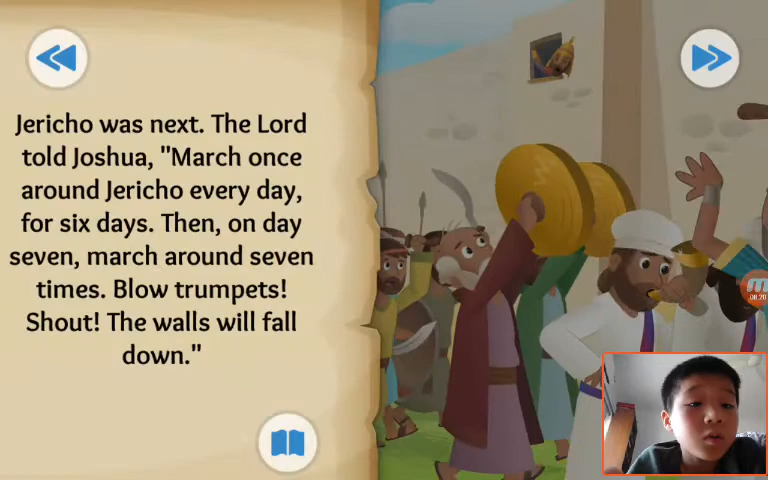 Jericho was next. The Lord
told Joshua, "March once
around Jericho every day,
for six days. Then, on day
seven, march around seven
times. Blow trumpets!
Shout! The walls will fall
down."